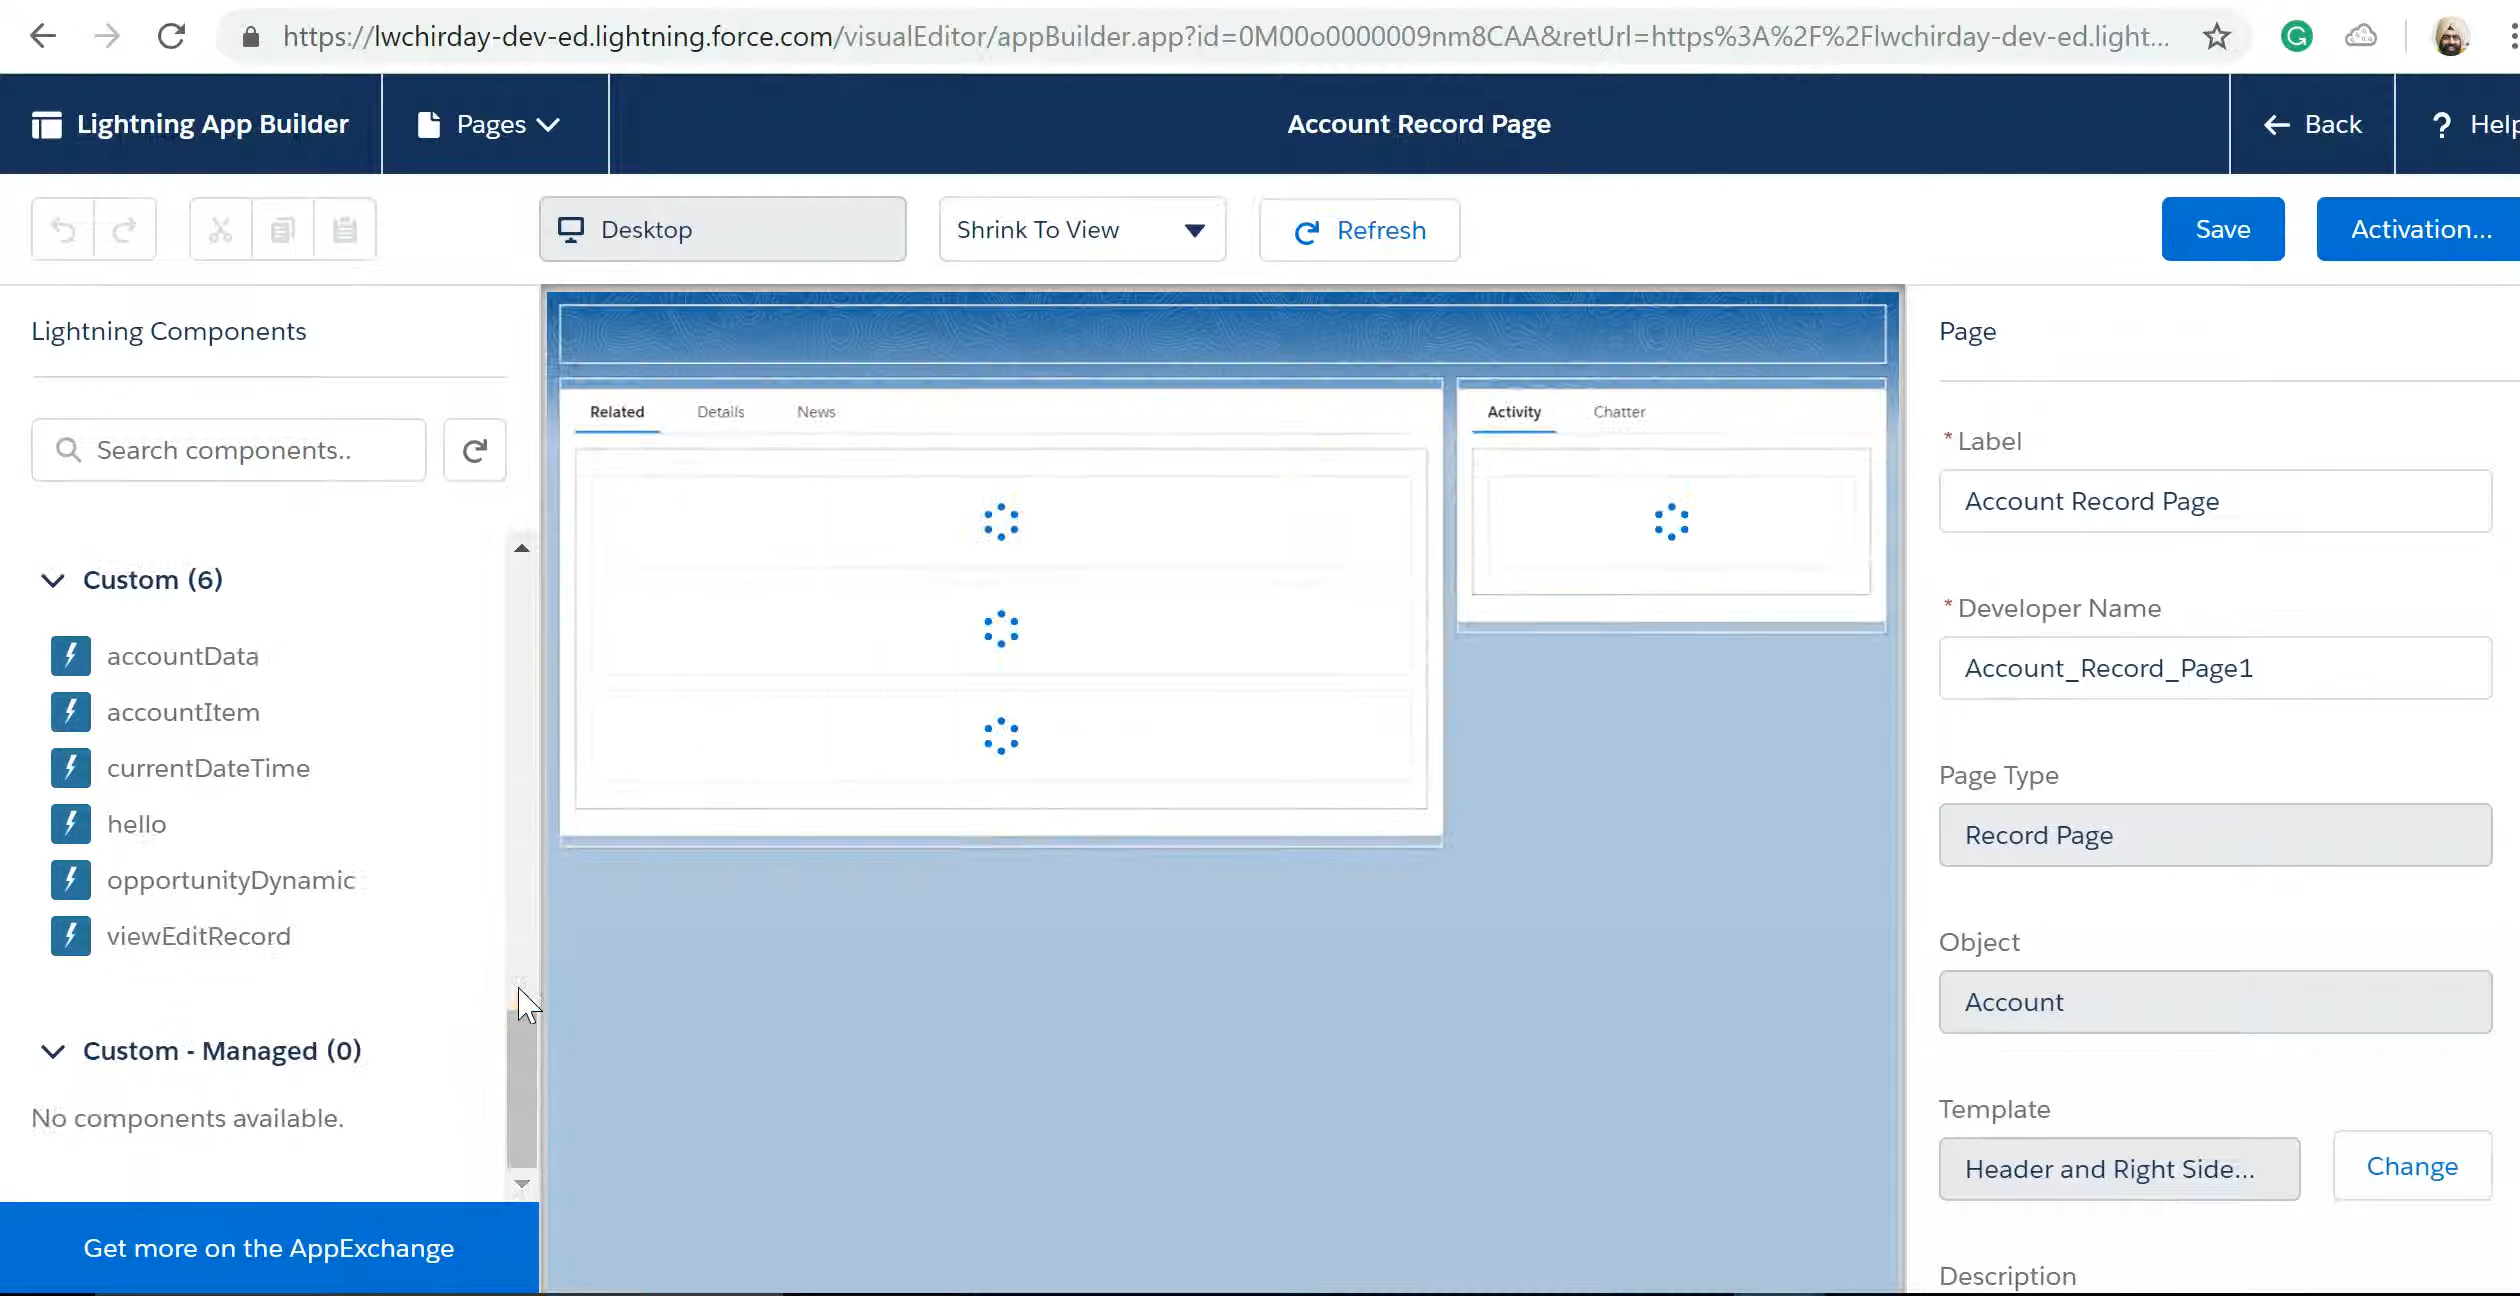 https://lwchirday-dev-ed.lightning.force.com/visualEditor/appBuilder.app?id=0M00o0000009nm8CAA&retUrl=https%3A%2F%2Flwchirday-dev-ed.light...
Lightning App Builder
Pages
Account Record Page
Back
? Help
Desktop
Shrink To View
Refresh
Save
Activation...
Lightning Components
Search components..
Custom (6)
accountData
accountItem
currentDateTime
hello
opportunityDynamic
viewEditRecord
Custom - Managed (0)
No components available.
Get more on the AppExchange
Related Details News
Activity Chatter
Page
*Label
Account Record Page
*Developer Name
Account_Record_Page1
Page Type
Record Page
Object
Account
Template
Header and Right Side...
Change
Description